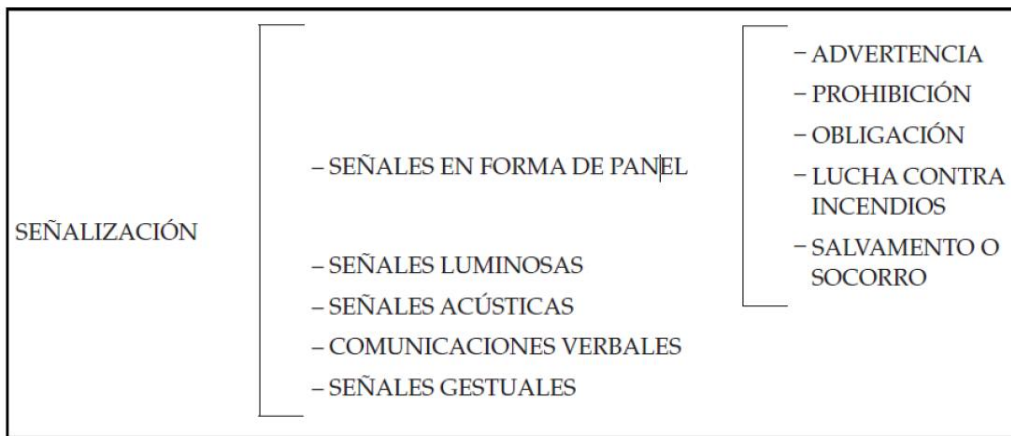 SEÑALIZACIÓN
– SEÑALES EN FORMA DE PANEL
– SEÑALES LUMINOSAS
– SEÑALES ACÚSTICAS
– COMUNICACIONES VERBALES
– SEÑALES GESTUALES
– ADVERTENCIA
– PROHIBICIÓN
– OBLIGACIÓN
– LUCHA CONTRA
INCENDIOS
– SALVAMENTO O
SOCORRO